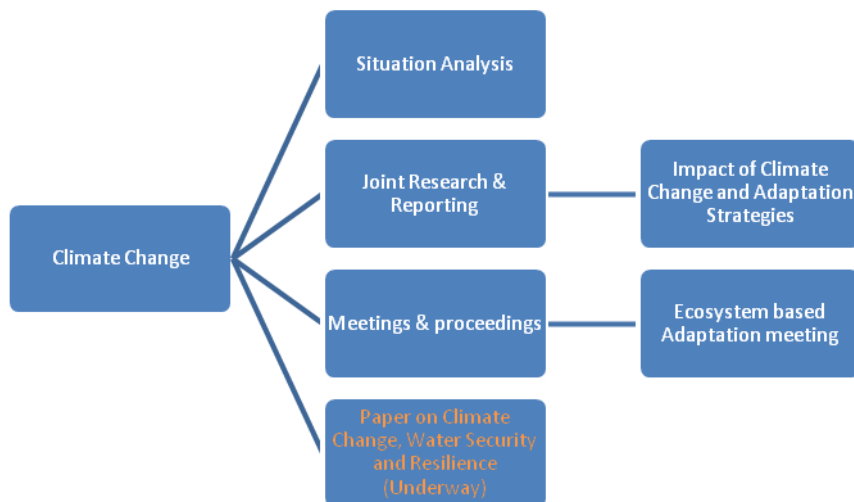 Situation Analysis
Joint Research &
Reporting
Impact of Climate
Change and Adaptation
Strategies
Climate Change
Meetings & proceedings
Ecosystem based
Adaptation meeting
Paper on Climate
Change, Water Security
and Resilience
(Underway)